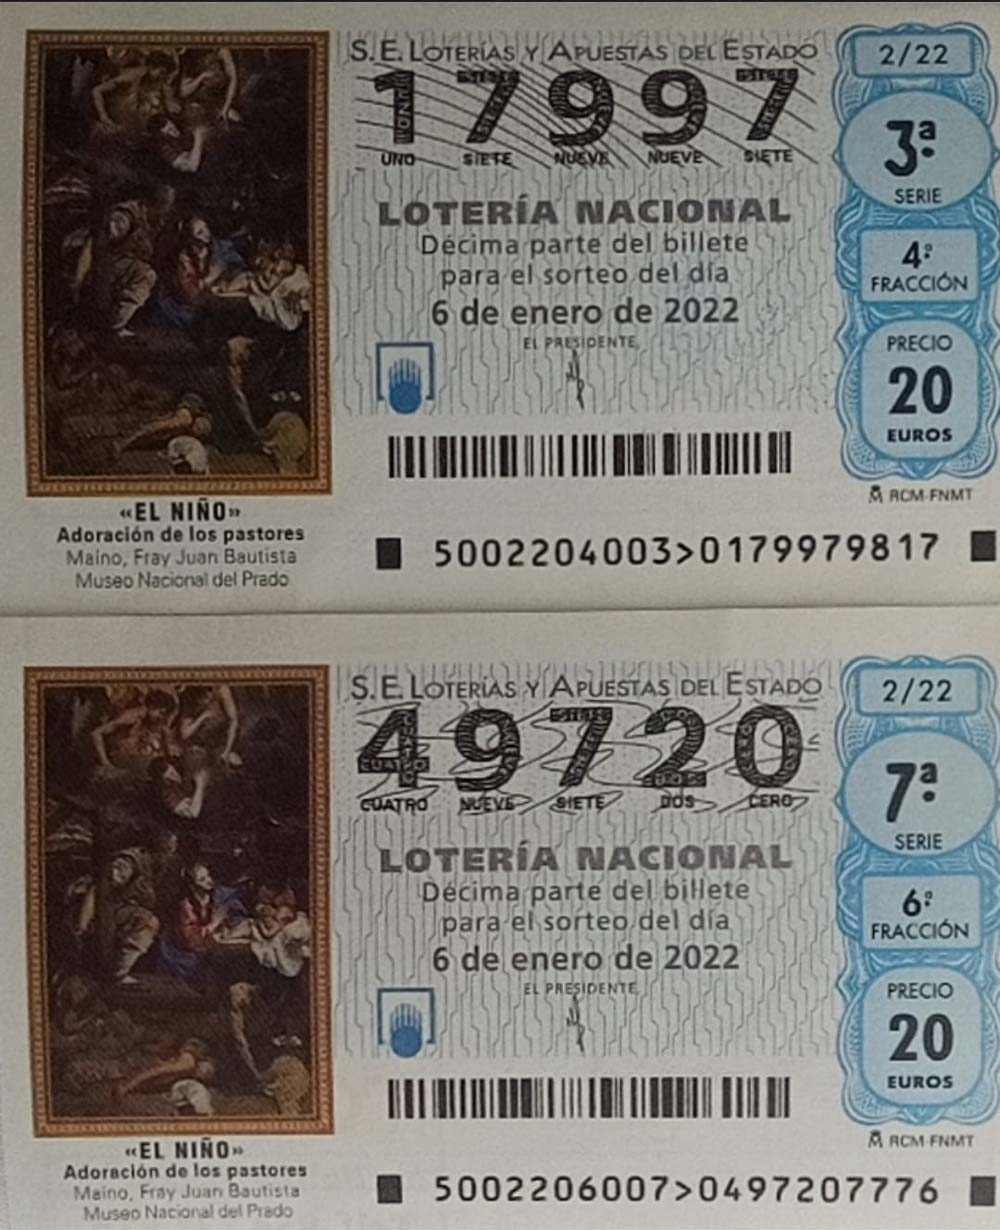 S.E. LOTERÍAS Y APUESTAS DEL ESTADO
17997
UNO SIETE NUEVE NUEVE SIETE
LOTERÍA NACIONAL
Décima parte del billete
para el sorteo del día
6 de enero de 2022
EL PRESIDENTE
2/22
3ª
SERIE
4ª
FRACCIÓN
PRECIO
20
EUROS
RCM-FNMT
«EL NIÑO»
Adoración de los pastores
Maino, Fray Juan Bautista
Museo Nacional del Prado
5002204003>0179979817
S.E. LOTERÍAS Y APUESTAS DEL ESTADO
49720
CUATRO NUEVE SIETE DOS CERO
LOTERÍA NACIONAL
Décima parte del billete
para el sorteo del día
6 de enero de 2022
EL PRESIDENTE
2/22
7ª
SERIE
6ª
FRACCIÓN
PRECIO
20
EUROS
RCM-FNMT
«EL NIÑO»
Adoración de los pastores
Maino, Fray Juan Bautista
Museo Nacional del Prado
5002206007>0497207776